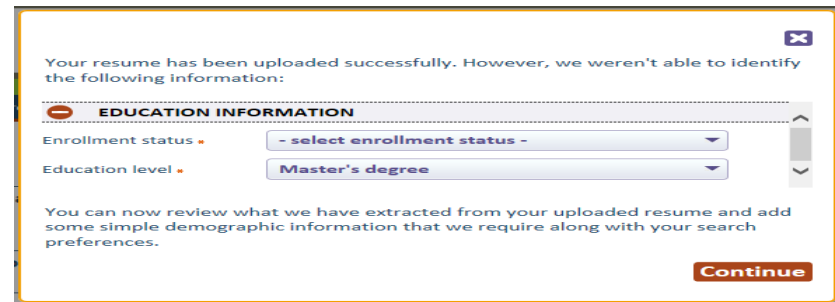 Your resume has been uploaded successfully. However, we weren't able to identify
the following information:
EDUCATION INFORMATION
Enrollment status * - select enrollment status -
Education level * Master's degree
You can now review what we have extracted from your uploaded resume and add
some simple demographic information that we require along with your search
preferences.
Continue